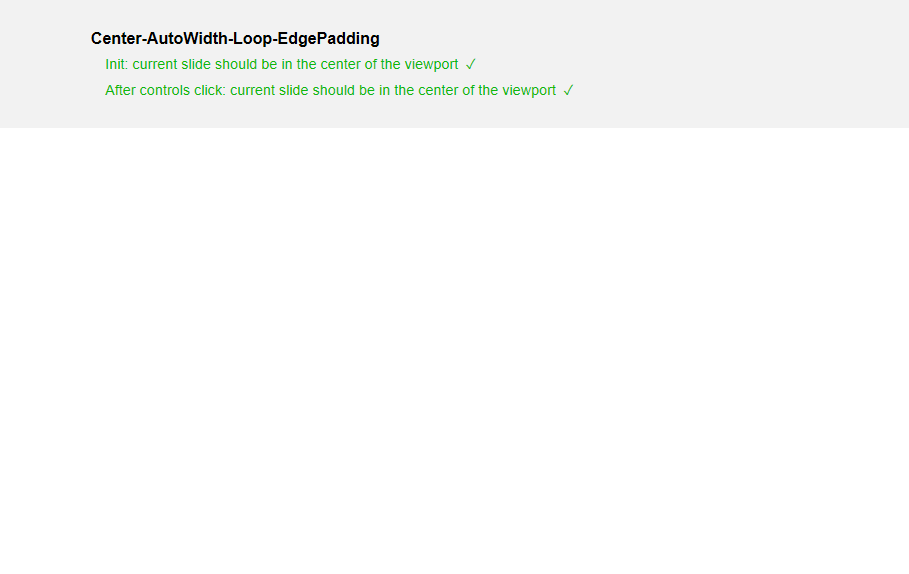 Center-AutoWidth-Loop-EdgePadding
Init: current slide should be in the center of the viewport ✓
After controls click: current slide should be in the center of the viewport ✓